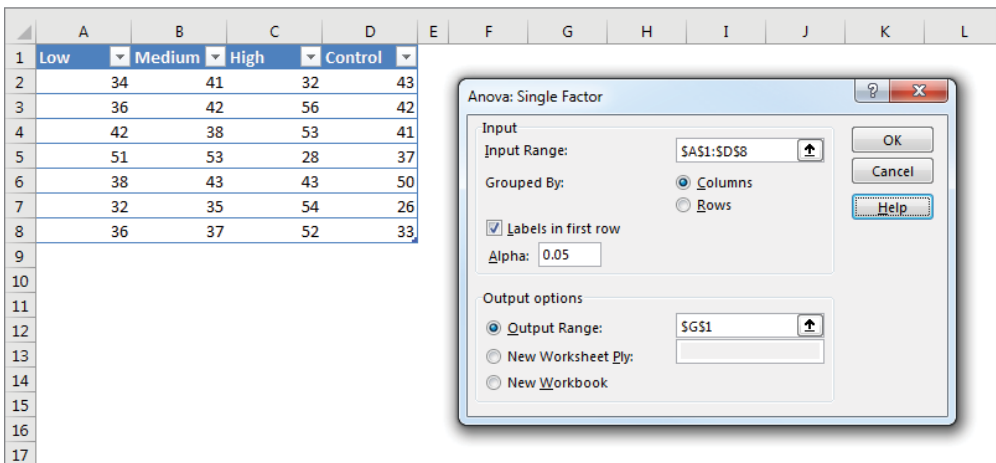 A B C D E F G H I J K L
1 Low Medium High Control
2 34 41 32 43
3 36 42 56 42
4 42 38 53 41
5 51 53 28 37
6 38 43 43 50
7 32 35 54 26
8 36 37 52 33
9
10
11
12
13
14
15
16
17
Anova: Single Factor
? X
Input
Input Range: $A$1:$D$8
Grouped By: Columns
Rows
Labels in first row
Alpha: 0.05
Output options
Output Range: $G$1
New Worksheet Ply:
New Workbook
OK
Cancel
Help